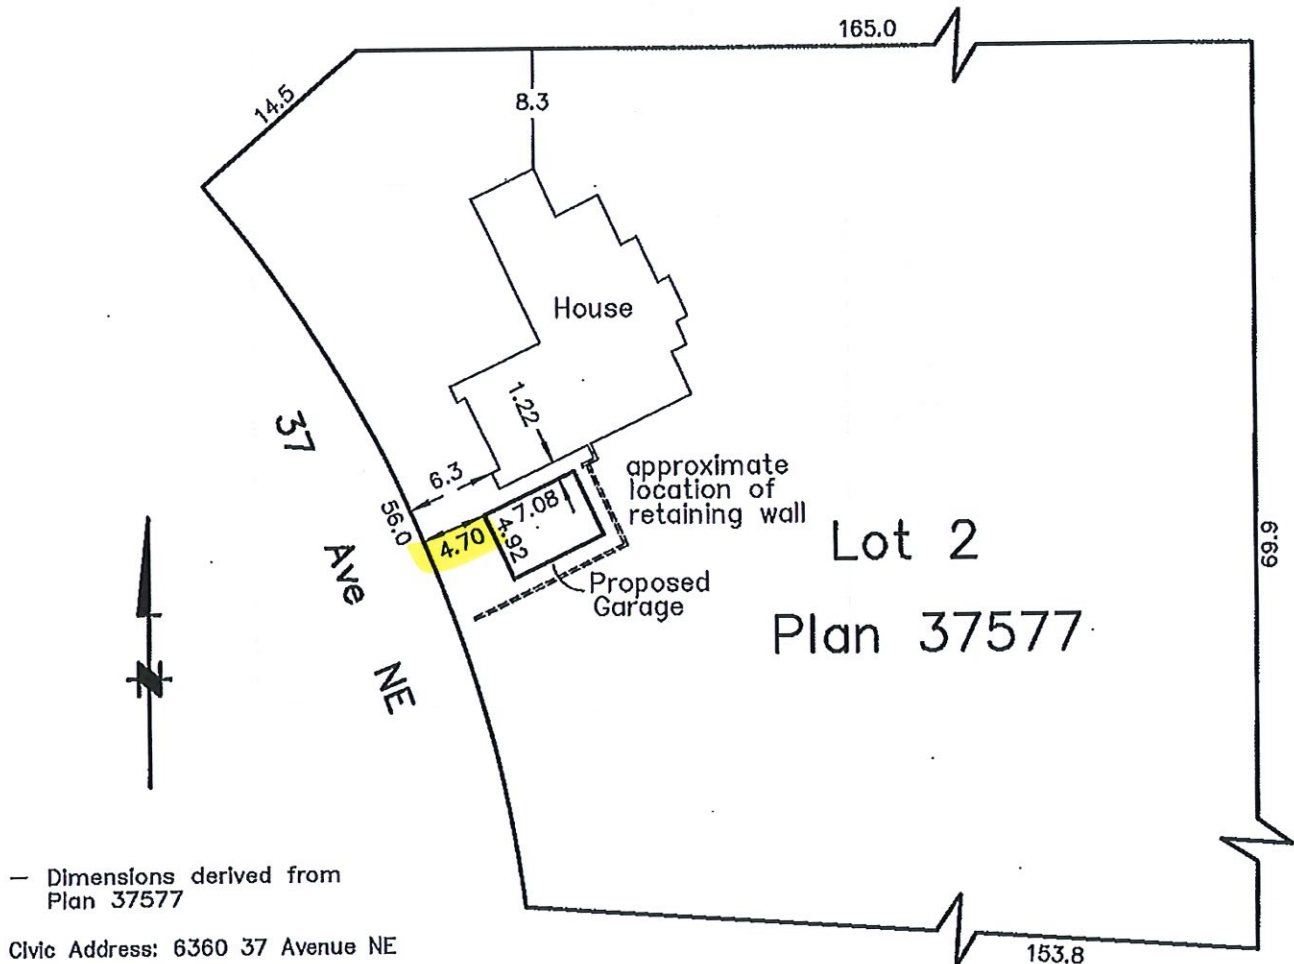 165.0
14.5
8.3
House
1.22
37
Ave
NE
6.3
56.0
4.70
7.08
4.92
approximate
location of
retaining wall
Proposed
Garage
Lot 2
Plan 37577
69.9
N
— Dimensions derived from
Plan 37577
Civic Address: 6360 37 Avenue NE
153.8